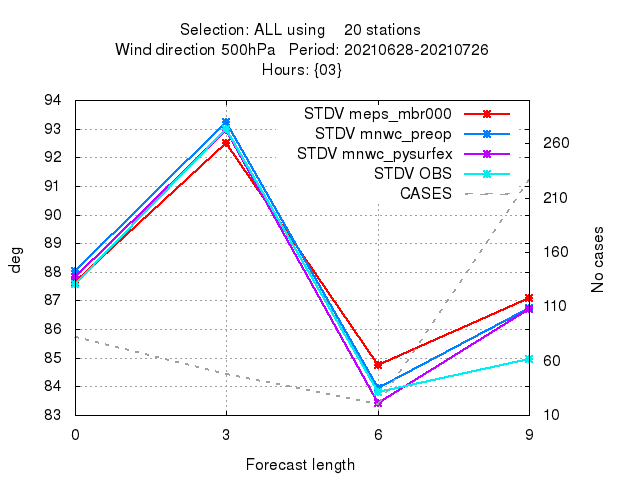 Selection: ALL using    20 stations
Wind direction 500hPa   Period: 20210628-20210726
Hours: {03}
STDV meps_mbr000
STDV mnwc_preop
STDV mnwc_pysurfex
STDV OBS
CASES
94
93
92
91
90
89
88
87
86
85
84
83
deg
260
210
160
110
60
10
No cases
0 3 6 9
Forecast length